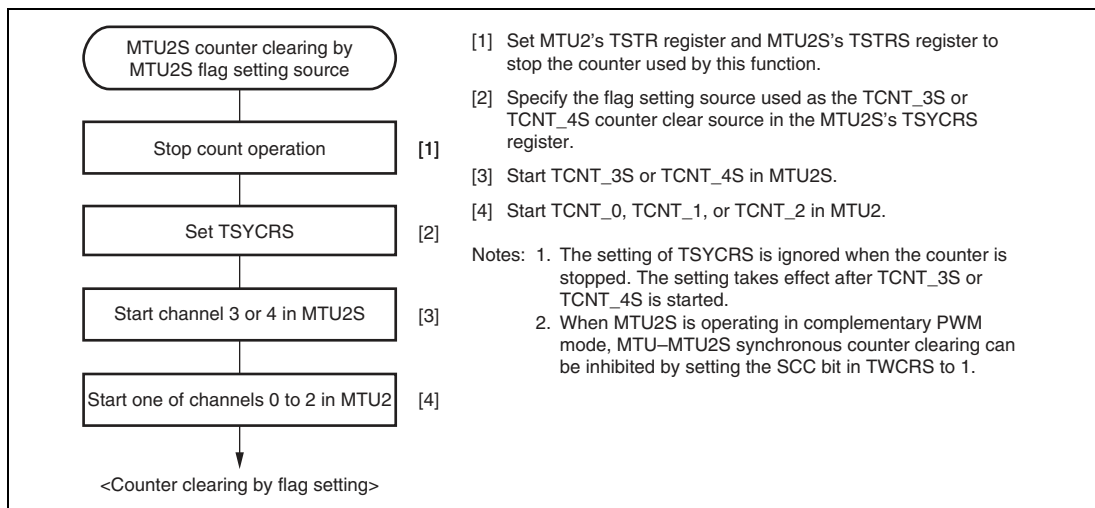 MTU2S counter clearing by
MTU2S flag setting source
Stop count operation
[1]
Set TSYCRS
[2]
Start channel 3 or 4 in MTU2S
[3]
Start one of channels 0 to 2 in MTU2
[4]
<Counter clearing by flag setting>
[1] Set MTU2's TSTR register and MTU2S's TSTRS register to
stop the counter used by this function.
[2] Specify the flag setting source used as the TCNT_3S or
TCNT_4S counter clear source in the MTU2S's TSYCRS
register.
[3] Start TCNT_3S or TCNT_4S in MTU2S.
[4] Start TCNT_0, TCNT_1, or TCNT_2 in MTU2.
Notes: 1. The setting of TSYCRS is ignored when the counter is
stopped. The setting takes effect after TCNT_3S or
TCNT_4S is started.
2. When MTU2S is operating in complementary PWM
mode, MTU–MTU2S synchronous counter clearing can
be inhibited by setting the SCC bit in TWCRS to 1.